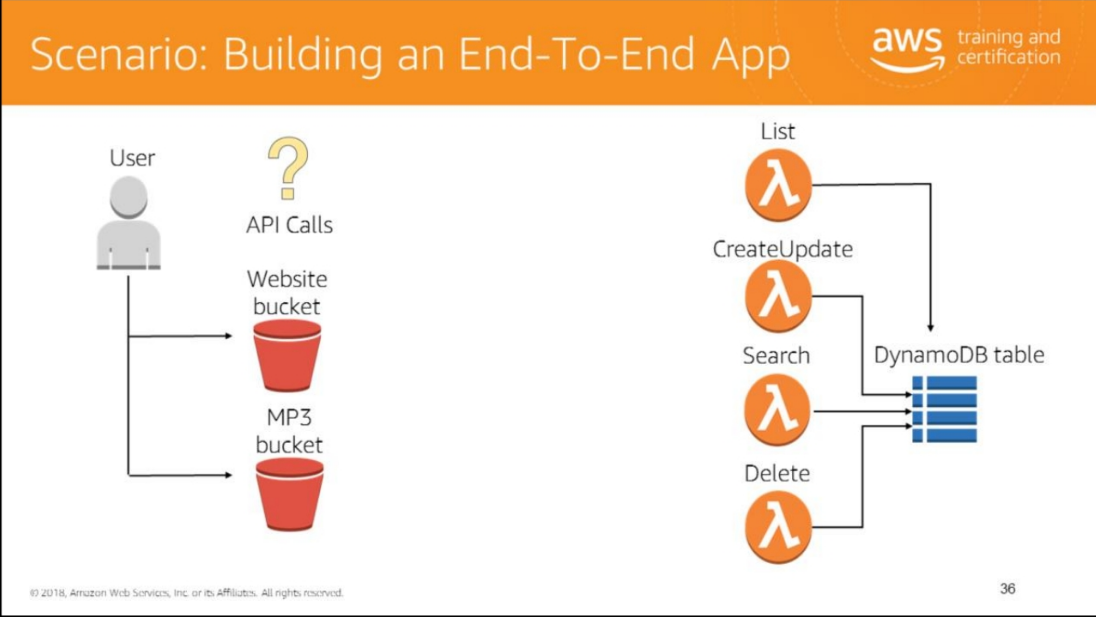 Scenario: Building an End-To-End App
aws training and
certification
User
?
API Calls
Website
bucket
MP3
bucket
List
λ
CreateUpdate
λ
Search
λ
Delete
λ
DynamoDB table
© 2018, Amazon Web Services, Inc. or its Affiliates. All rights reserved.
36